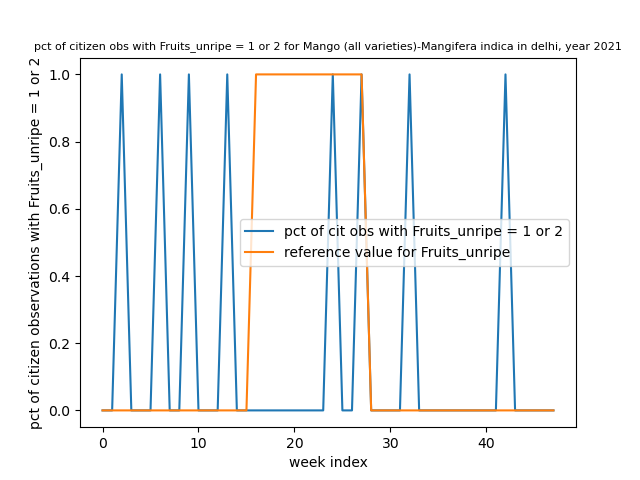 pct of citizen obs with Fruits_unripe = 1 or 2 for Mango (all varieties)-Mangifera indica in delhi, year 2021
pct of citizen observations with Fruits_unripe = 1 or 2
1.0
0.8
0.6
0.4
0.2
0.0
pct of cit obs with Fruits_unripe = 1 or 2
reference value for Fruits_unripe
0 10 20 30 40
week index